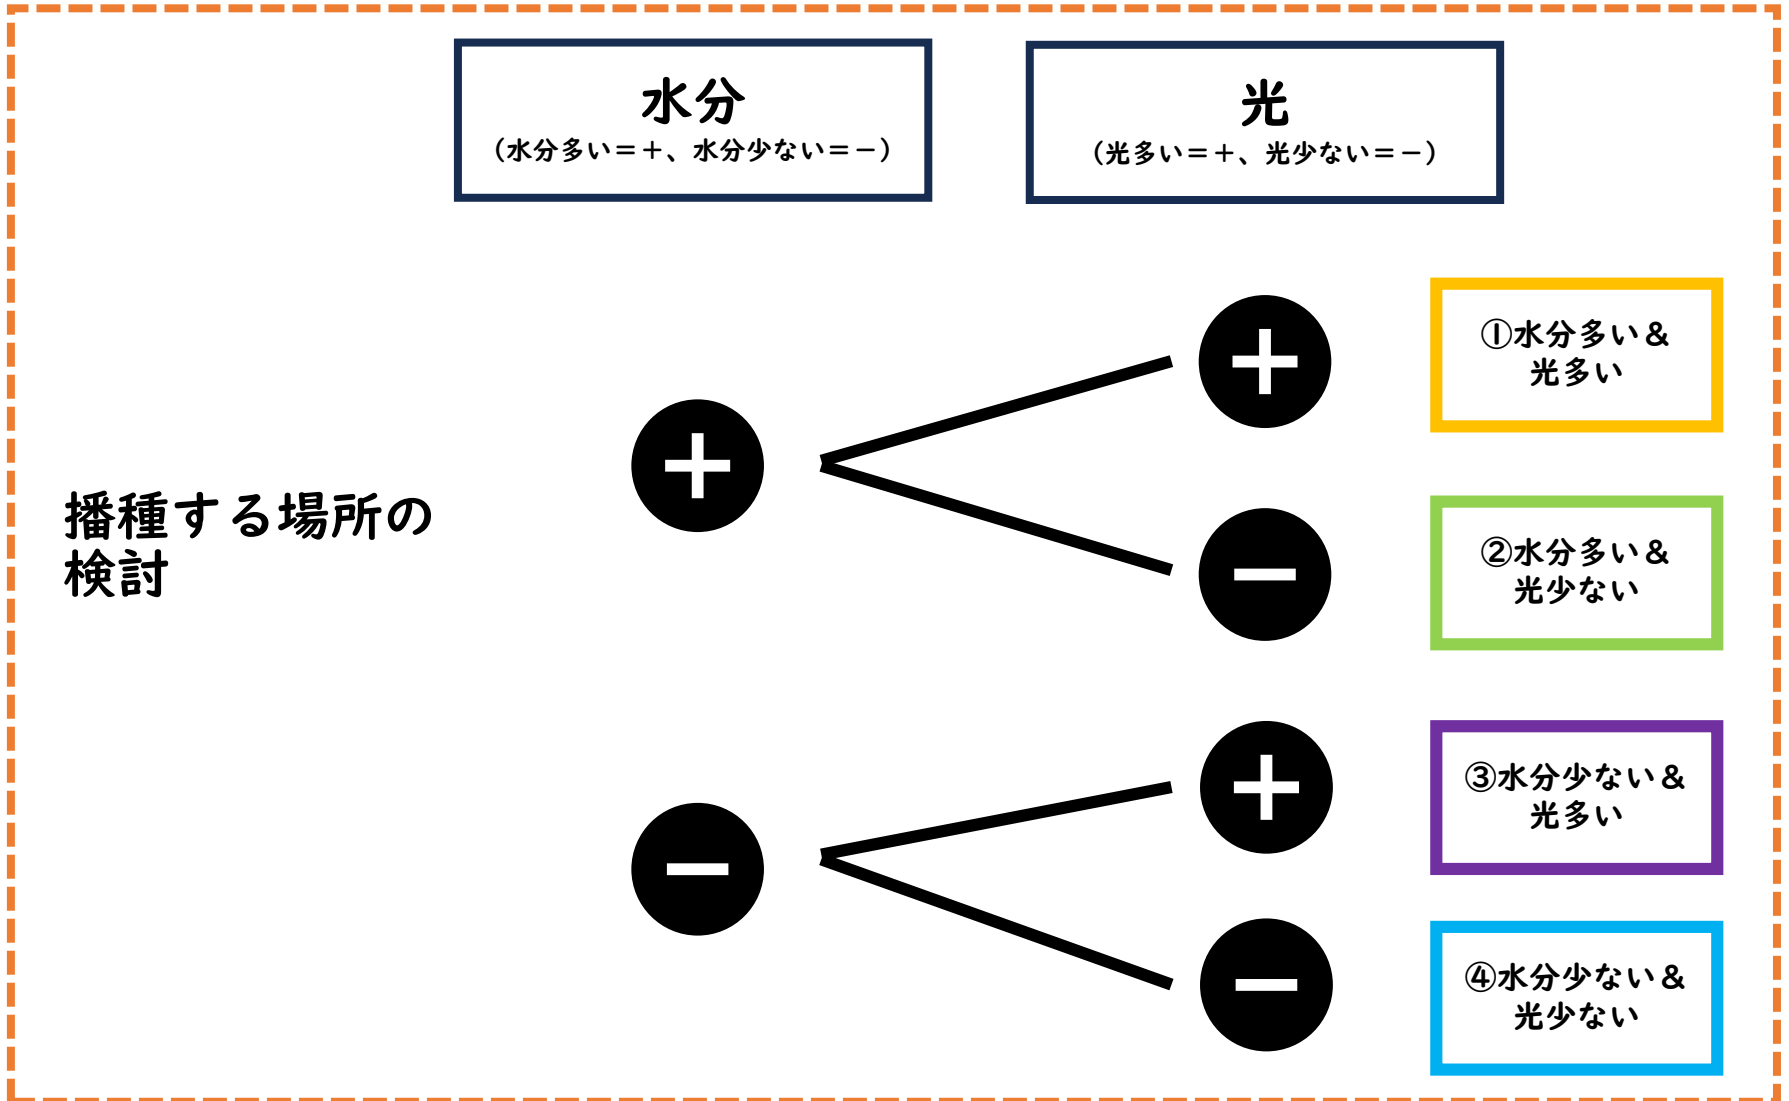 水分
（水分多い＝＋、水分少ない＝－）
光
（光多い＝＋、光少ない＝－）
播種する場所の
検討
＋
－
＋
－
＋
－
①水分多い＆
光多い
②水分多い＆
光少ない
③水分少ない＆
光多い
④水分少ない＆
光少ない